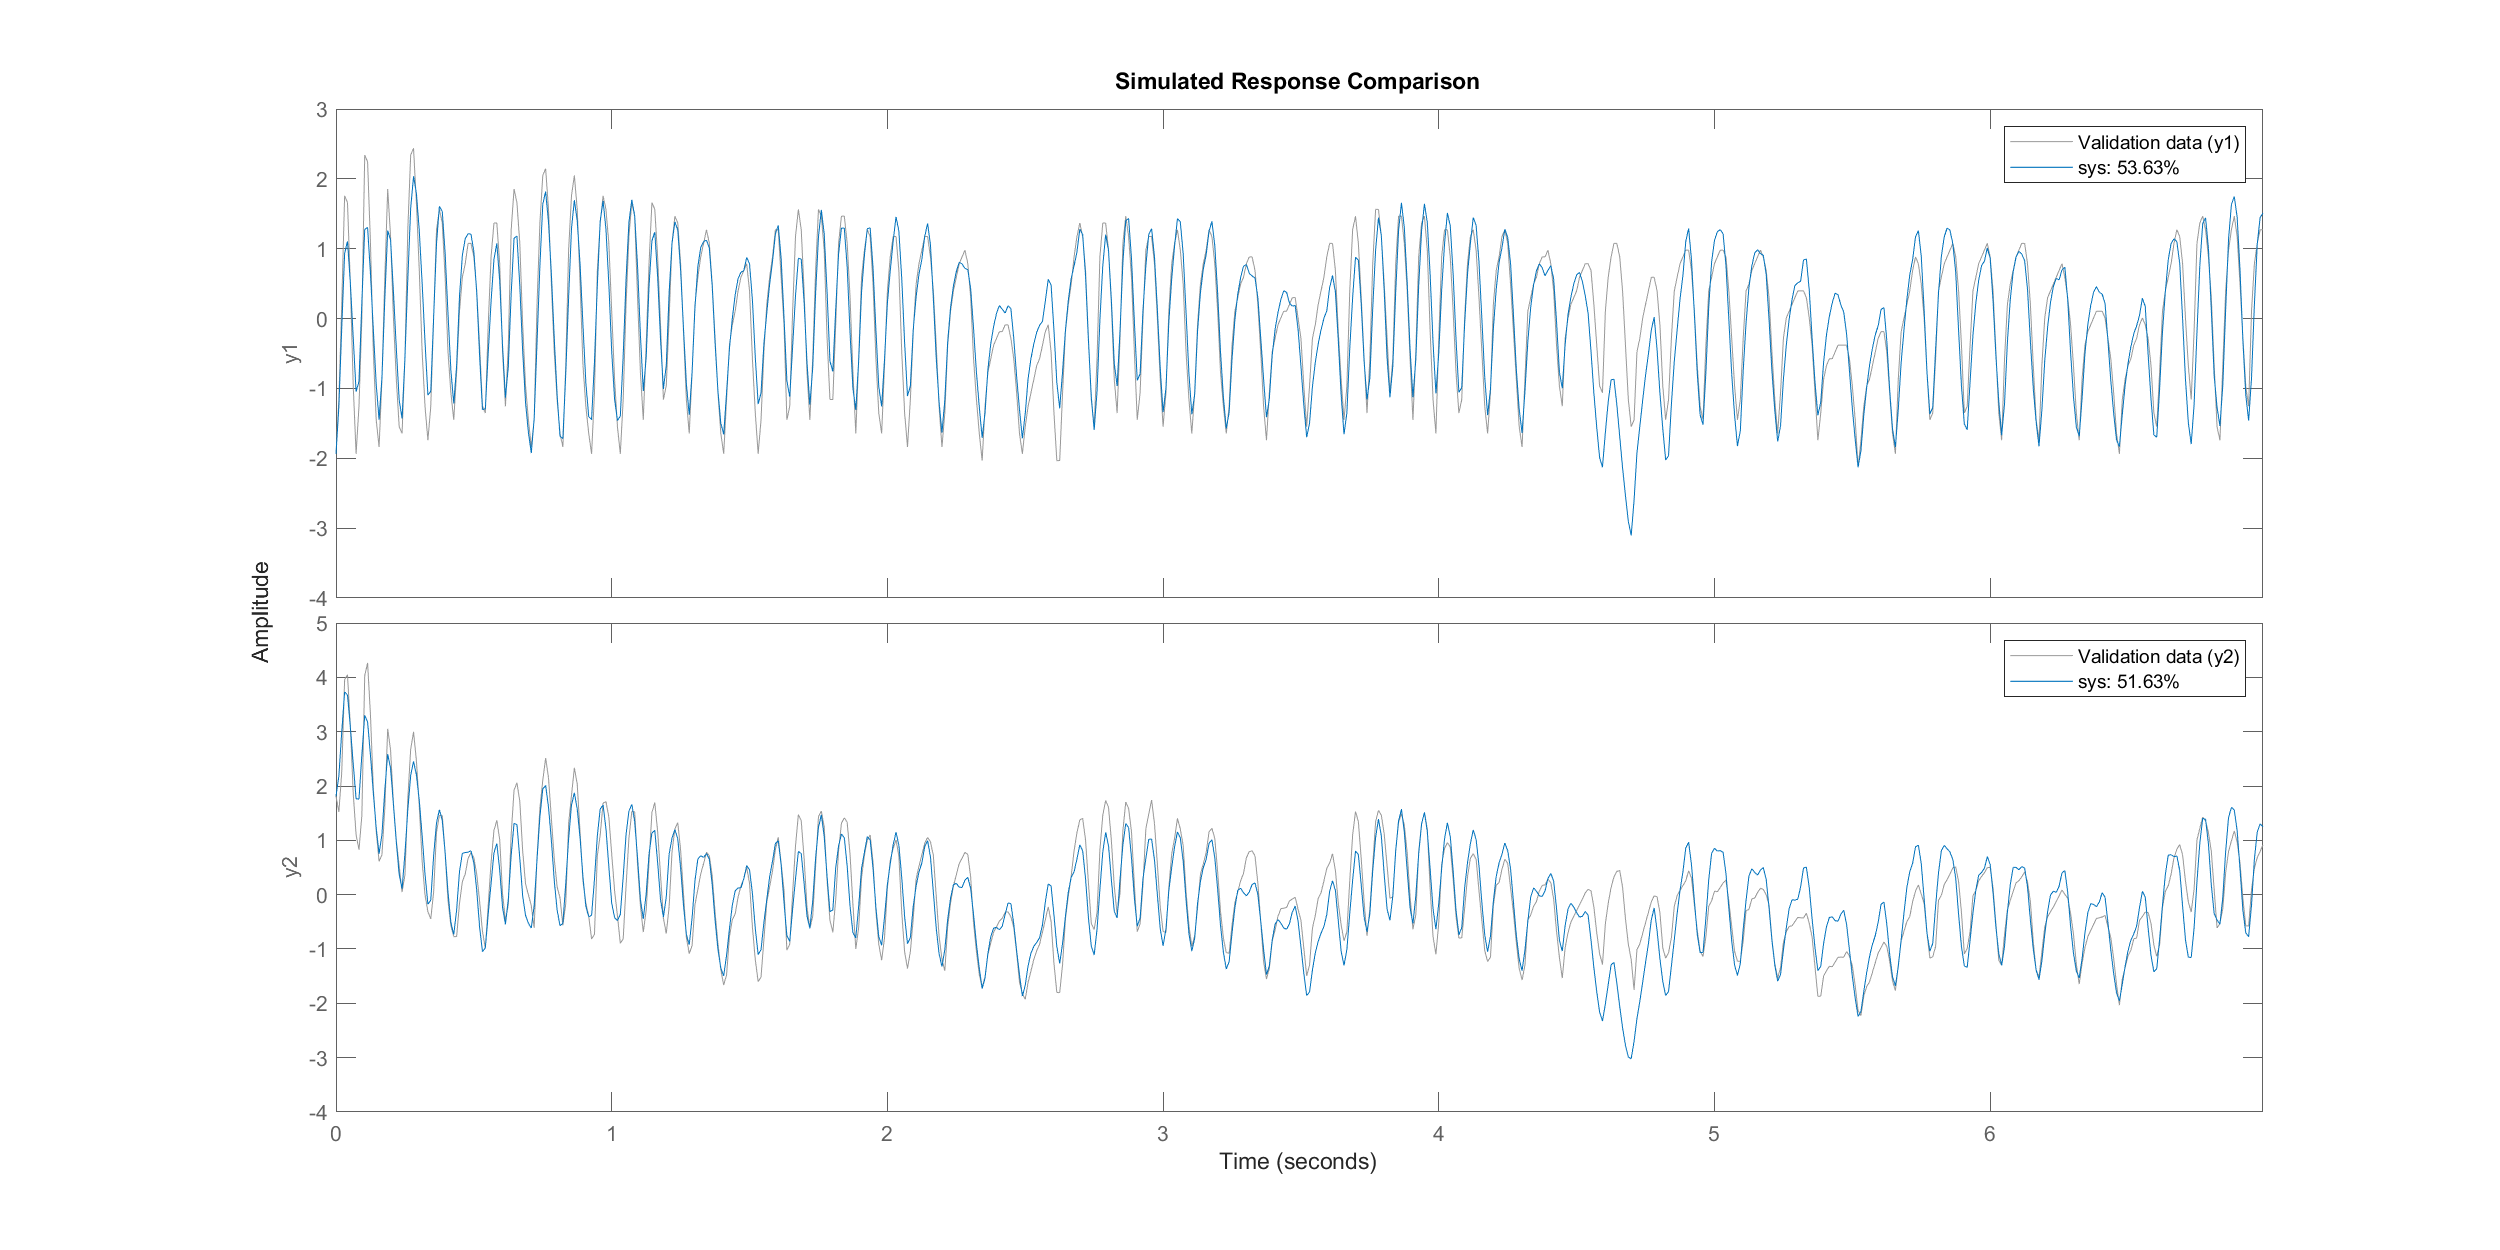 Simulated Response Comparison
3
2
1
0
-1
-2
-3
-4
y1
Validation data (y1)
sys: 53.63%
Amplitude
5
4
3
2
1
0
-1
-2
-3
-4
y2
Validation data (y2)
sys: 51.63%
0 1 2 3 4 5 6
Time (seconds)